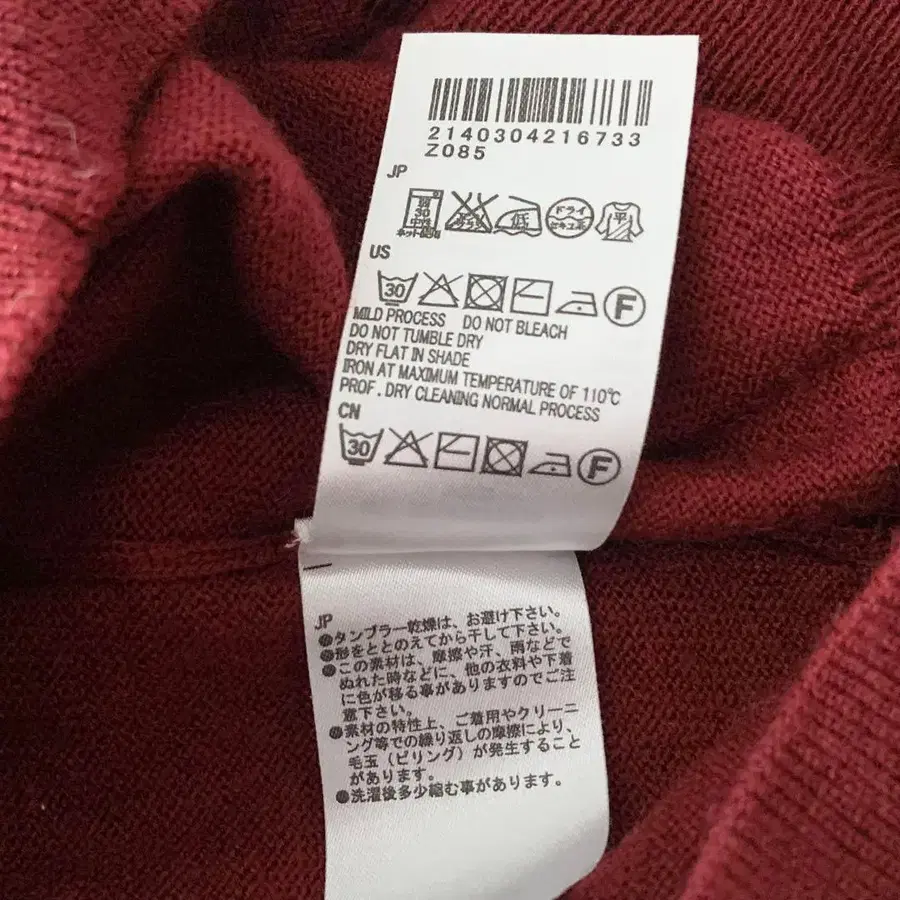 2140304216733
Z085
JP
弱
30
中性
ネット使用
エンソサラシ
低
ドライ
セキユ系
平
US
30
F
MILD PROCESS DO NOT BLEACH
DO NOT TUMBLE DRY
DRY FLAT IN SHADE
IRON AT MAXIMUM TEMPERATURE OF 110℃
PROF. DRY CLEANING NORMAL PROCESS
CN
30
F
JP
●タンブラー乾燥は、お避け下さい。
●形をととのえてから干して下さい。
●この素材は、摩擦や汗、雨などで
ぬれた時などに、他の衣料や下着
に色が移る事がありますのでご注
意下さい。
●素材の特性上、ご着用やクリーニ
ング等での繰り返しの摩擦により、
毛玉（ピリング）が発生すること
があります。
●洗濯後多少縮む事があります。